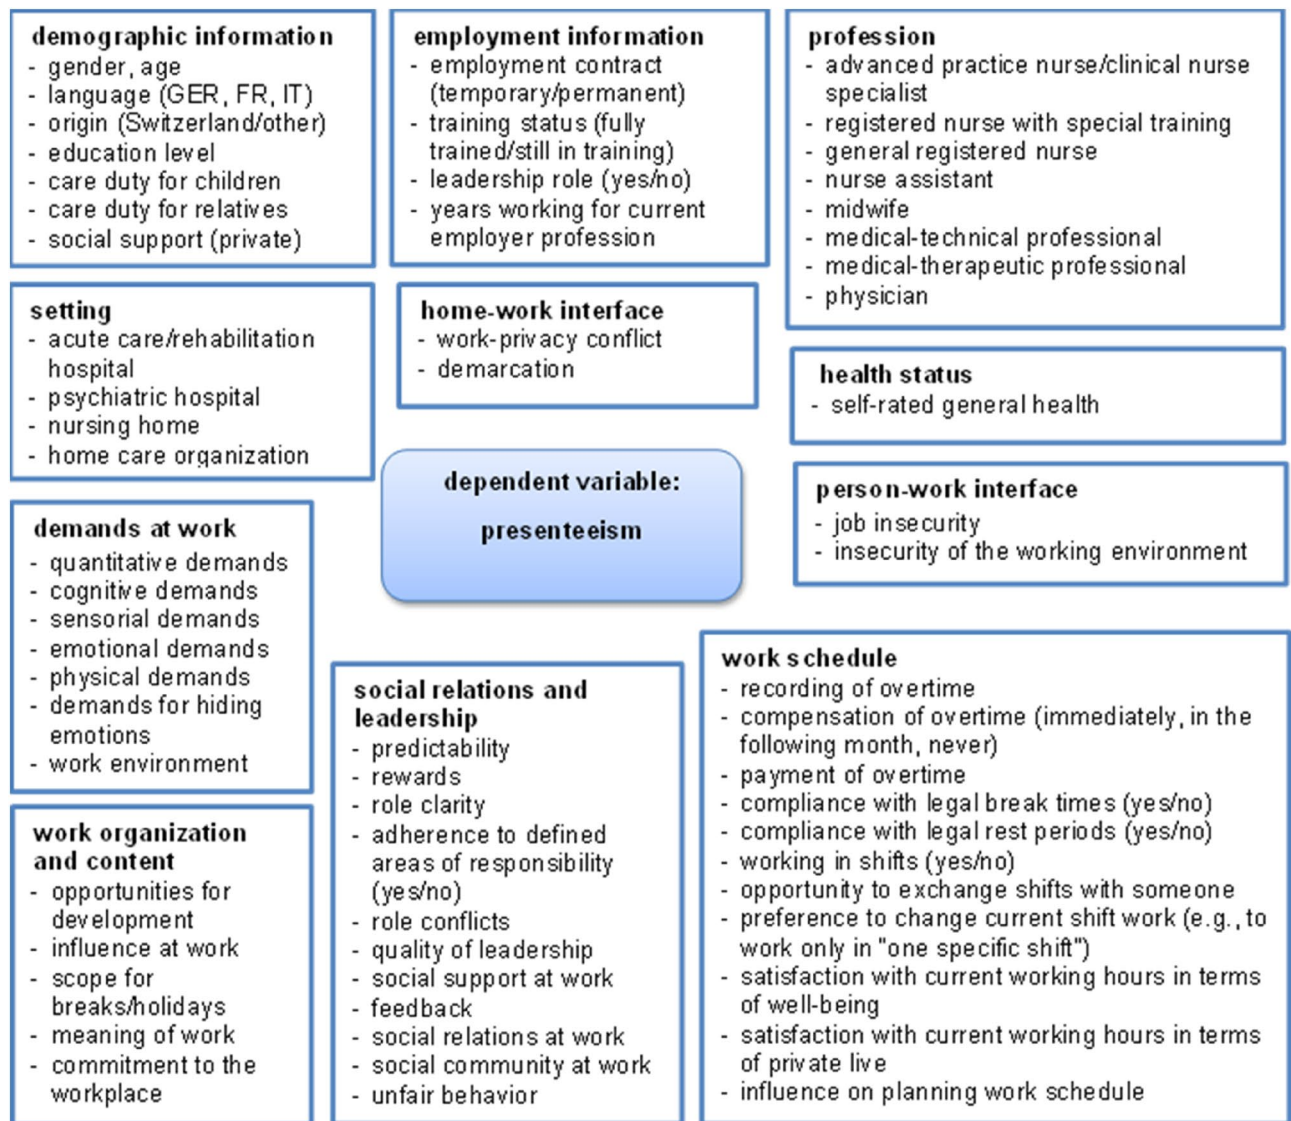 demographic information
- gender, age
- language (GER, FR, IT)
- origin (Switzerland/other)
- education level
- care duty for children
- care duty for relatives
- social support (private)
employment information
- employment contract
(temporary/permanent)
- training status (fully
trained/still in training)
- leadership role (yes/no)
- years working for current
employer profession
profession
- advanced practice nurse/clinical nurse
specialist
- registered nurse with special training
- general registered nurse
- nurse assistant
- midwife
- medical-technical professional
- medical-therapeutic professional
- physician
setting
- acute care/rehabilitation
hospital
- psychiatric hospital
- nursing home
- home care organization
home-work interface
- work-privacy conflict
- demarcation
health status
- self-rated general health
dependent variable:
presenteeism
person-work interface
- job insecurity
- insecurity of the working environment
demands at work
- quantitative demands
- cognitive demands
- sensorial demands
- emotional demands
- physical demands
- demands for hiding
emotions
- work environment
social relations and
leadership
- predictability
- rewards
- role clarity
- adherence to defined
areas of responsibility
(yes/no)
- role conflicts
- quality of leadership
- social support at work
- feedback
- social relations at work
- social community at work
- unfair behavior
work schedule
- recording of overtime
- compensation of overtime (immediately, in the
following month, never)
- payment of overtime
- compliance with legal break times (yes/no)
- compliance with legal rest periods (yes/no)
- working in shifts (yes/no)
- opportunity to exchange shifts with someone
- preference to change current shift work (e.g., to
work only in "one specific shift")
- satisfaction with current working hours in terms
of well-being
- satisfaction with current working hours in terms
of private live
- influence on planning work schedule
work organization
and content
- opportunities for
development
- influence at work
- scope for
breaks/holidays
- meaning of work
- commitment to the
workplace